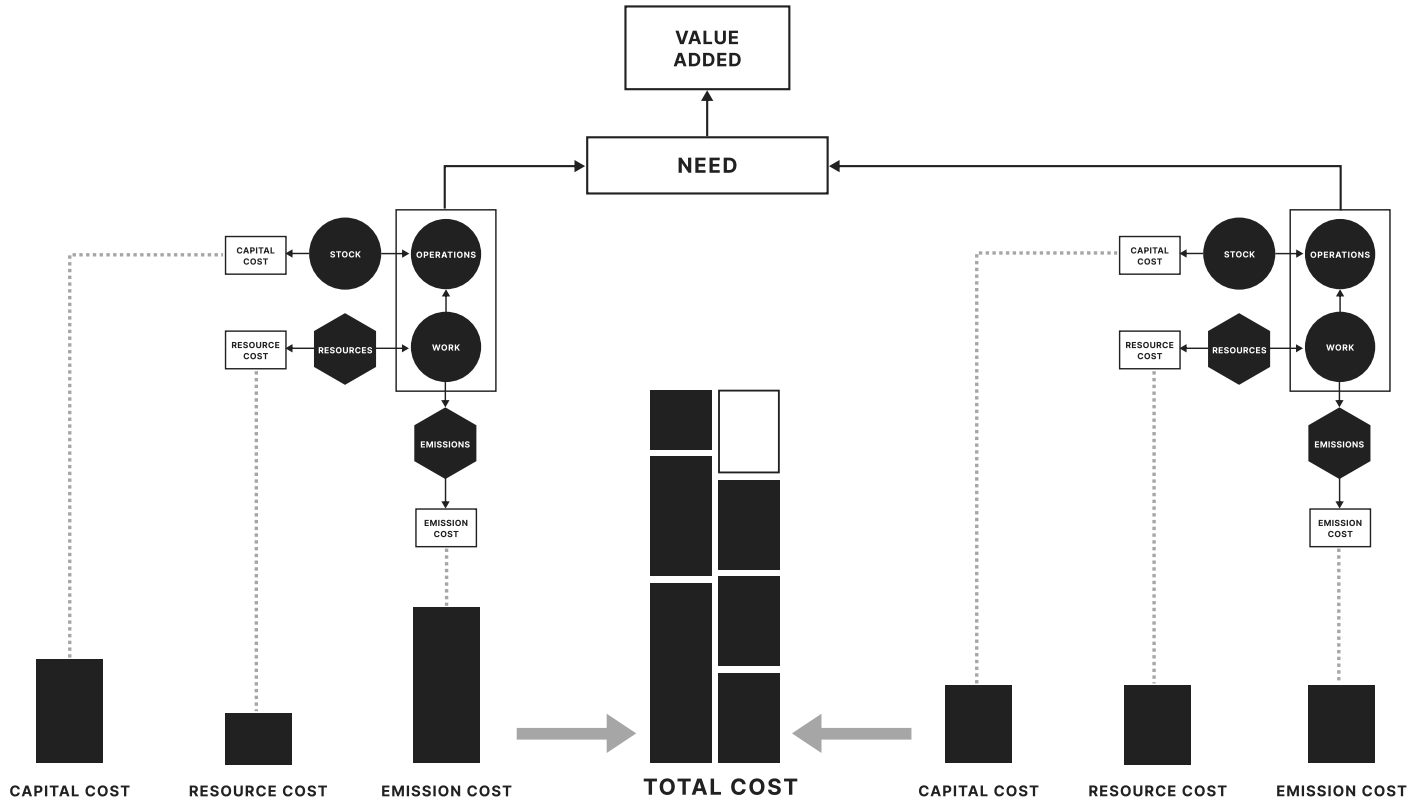 VALUE
ADDED
NEED
CAPITAL
COST
STOCK
OPERATIONS
CAPITAL
COST
STOCK
OPERATIONS
RESOURCE
COST
RESOURCES
WORK
RESOURCE
COST
RESOURCES
WORK
EMISSIONS
EMISSIONS
EMISSION
COST
EMISSION
COST
CAPITAL COST
RESOURCE COST
EMISSION COST
TOTAL COST
CAPITAL COST
RESOURCE COST
EMISSION COST